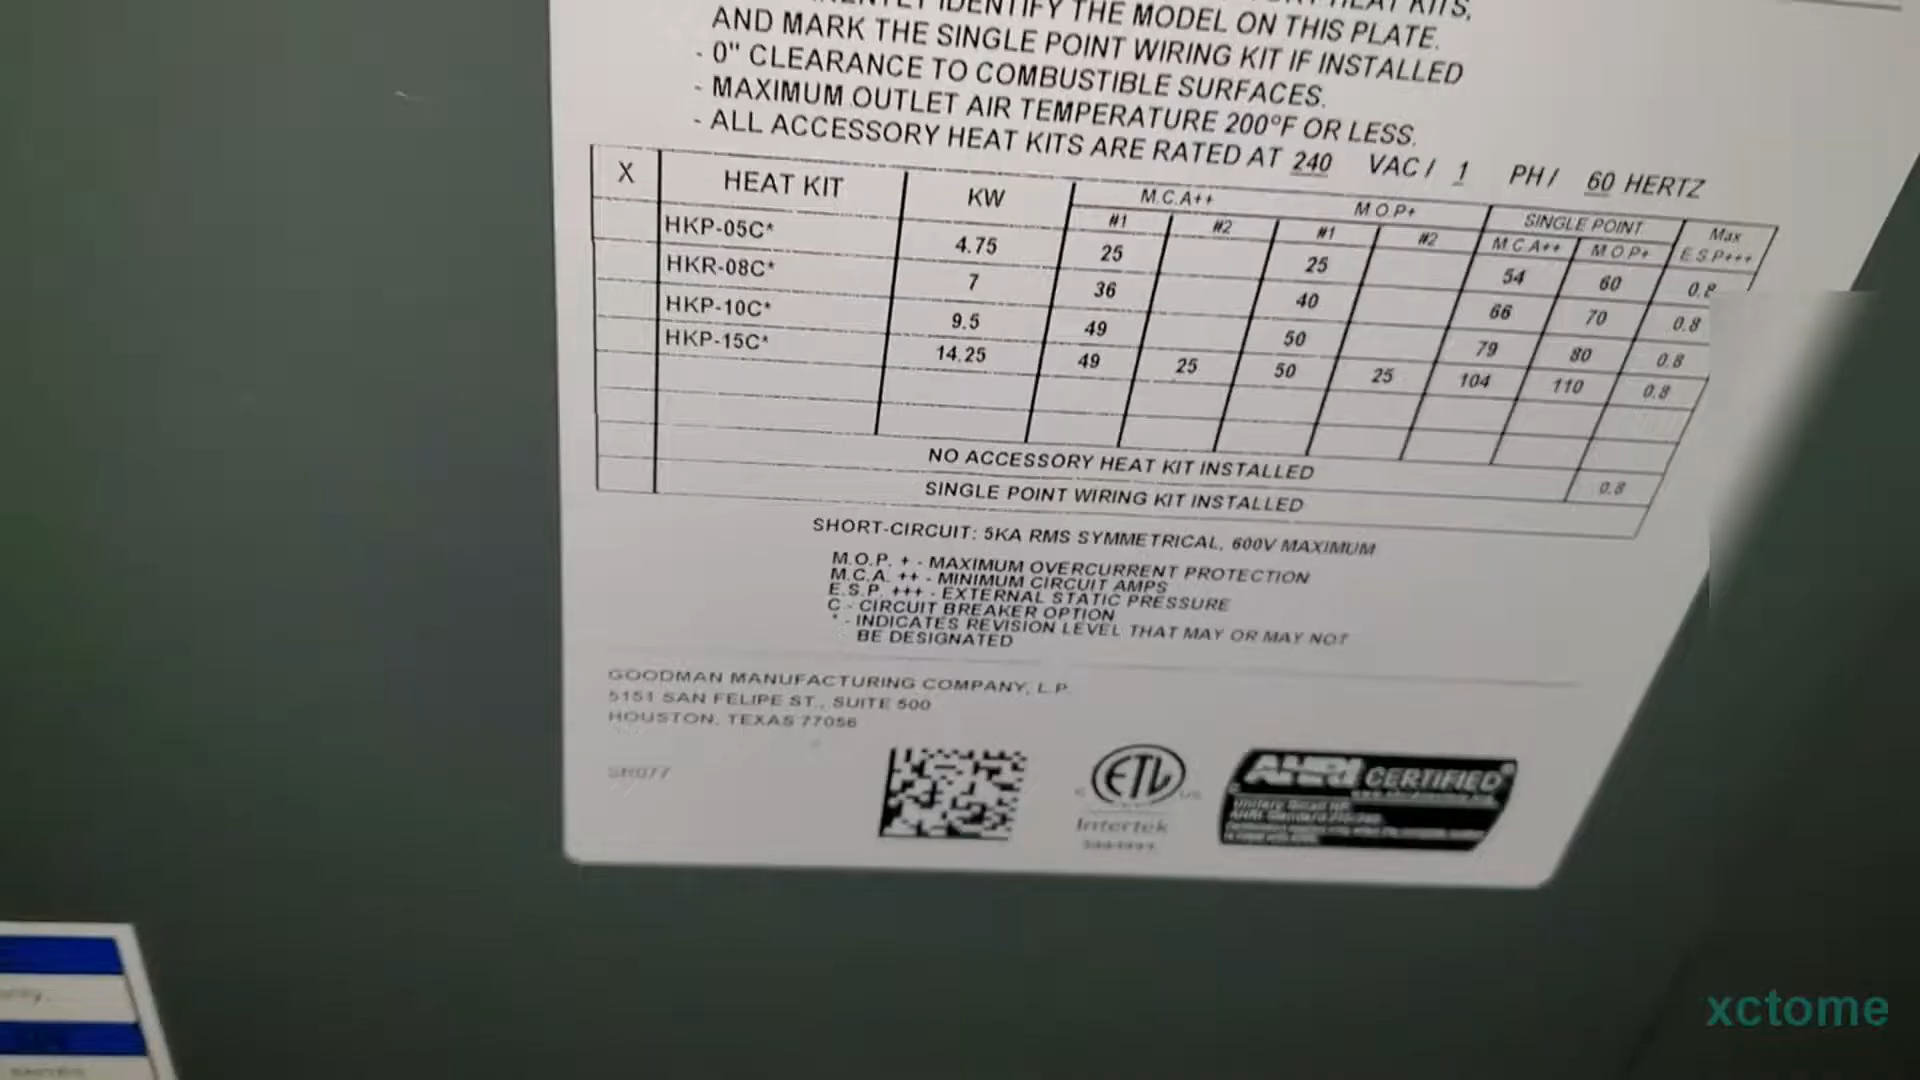 IDENTIFY THE MODEL ON THIS PLATE.
AND MARK THE SINGLE POINT WIRING KIT IF INSTALLED
- 0" CLEARANCE TO COMBUSTIBLE SURFACES.
- MAXIMUM OUTLET AIR TEMPERATURE 200°F OR LESS.
- ALL ACCESSORY HEAT KITS ARE RATED AT 240 VAC / 1 PH / 60 HERTZ
X HEAT KIT KW M.C.A++ M.O.P+ SINGLE POINT Max
#1 #2 #1 #2 M.C.A++ M.O.P+ E.S.P+++
HKP-05C* 4.75 25 25 54 60 0.8
HKR-08C* 7 36 40 66 70 0.8
HKP-10C* 9.5 49 50 79 80 0.8
HKP-15C* 14.25 49 25 50 25 104 110 0.8
NO ACCESSORY HEAT KIT INSTALLED 0.8
SINGLE POINT WIRING KIT INSTALLED
SHORT-CIRCUIT: 5KA RMS SYMMETRICAL, 600V MAXIMUM
M.O.P. + - MAXIMUM OVERCURRENT PROTECTION
M.C.A. ++ - MINIMUM CIRCUIT AMPS
E.S.P. +++ - EXTERNAL STATIC PRESSURE
C - CIRCUIT BREAKER OPTION
* - INDICATES REVISION LEVEL THAT MAY OR MAY NOT
BE DESIGNATED
GOODMAN MANUFACTURING COMPANY, L.P.
5151 SAN FELIPE ST., SUITE 500
HOUSTON, TEXAS 77056
ETL
Intertek
AHRI CERTIFIED
xctome